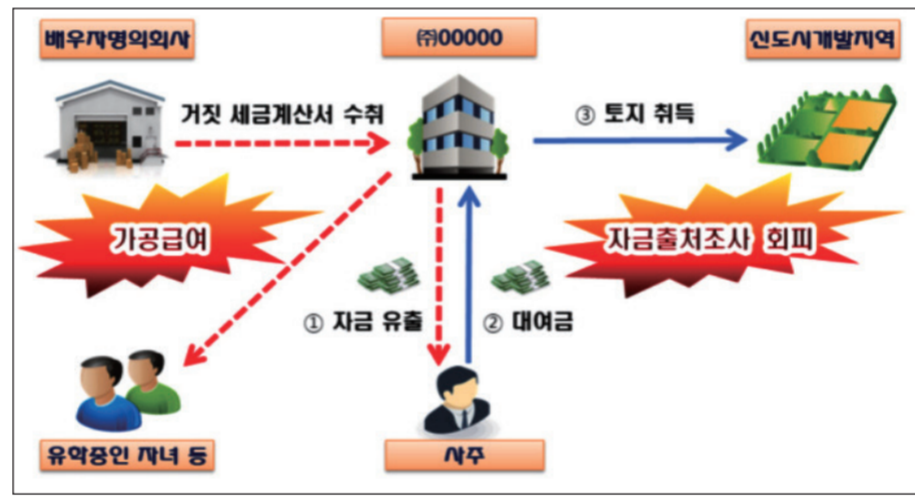 배우자명의회사
㈜00000
신도시개발지역
거짓 세금계산서 수취
③ 토지 취득
가공급여
자금출처조사 회피
① 자금 유출
② 대여금
유학중인 자녀 등
사주